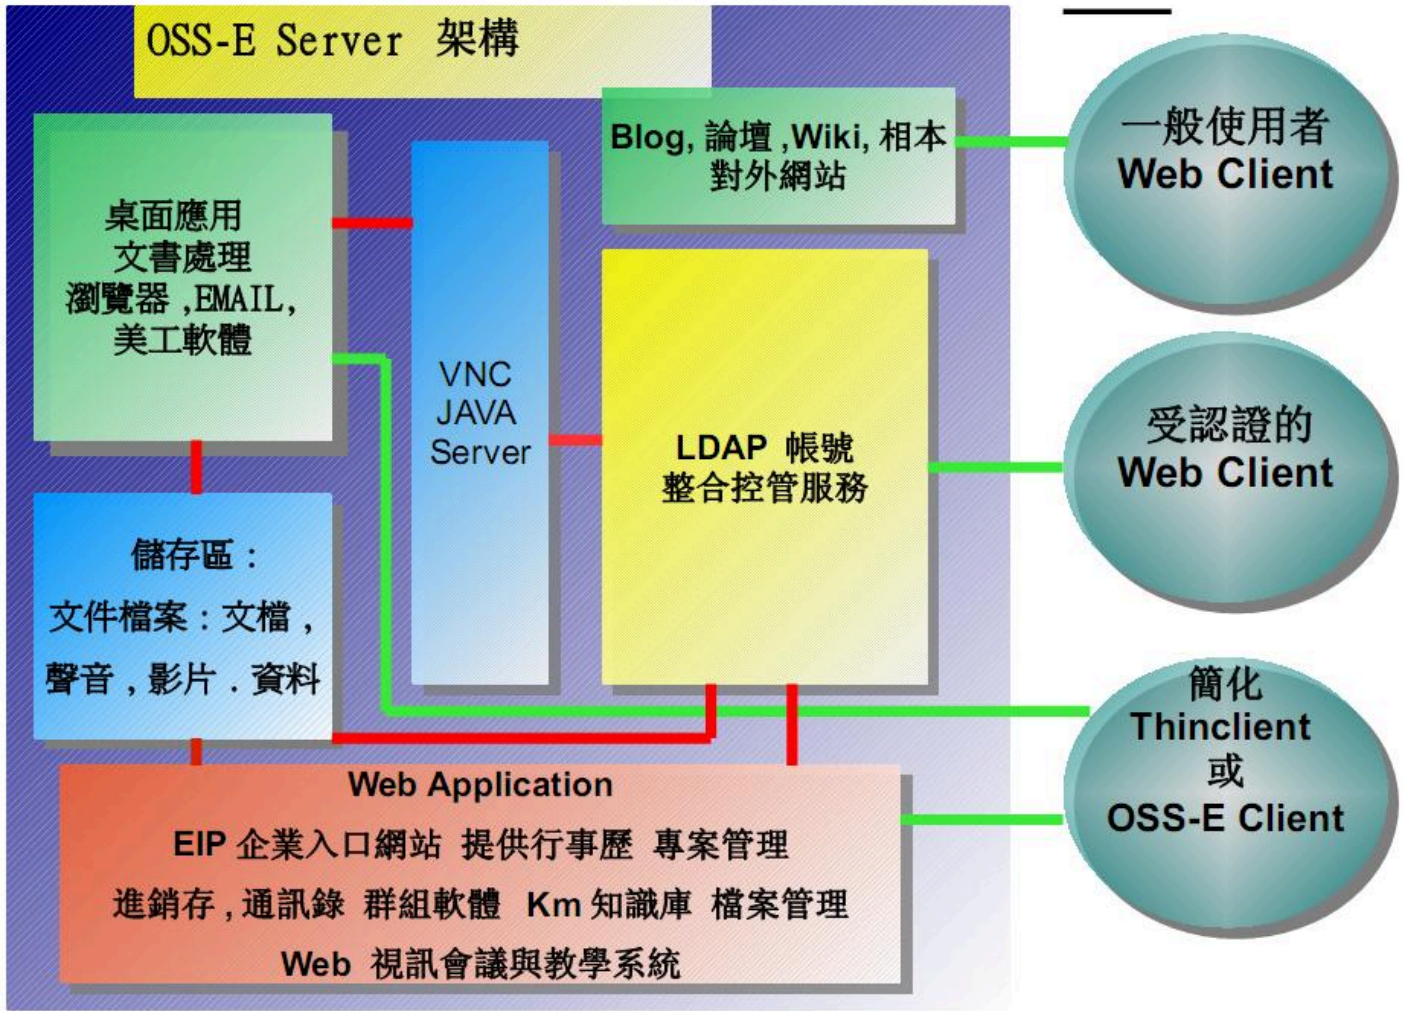 OSS-E Server 架構
Blog, 論壇 ,Wiki, 相本
對外網站
一般使用者
Web Client
桌面應用
文書處理
瀏覽器 ,EMAIL,
美工軟體
VNC
JAVA
Server
LDAP 帳號
整合控管服務
受認證的
Web Client
儲存區 :
文件檔案 : 文檔 ,
聲音 , 影片 . 資料
簡化
Thinclient
或
OSS-E Client
Web Application
EIP 企業入口網站 提供行事歷 專案管理
進銷存 , 通訊錄 群組軟體 Km 知識庫 檔案管理
Web 視訊會議與教學系統